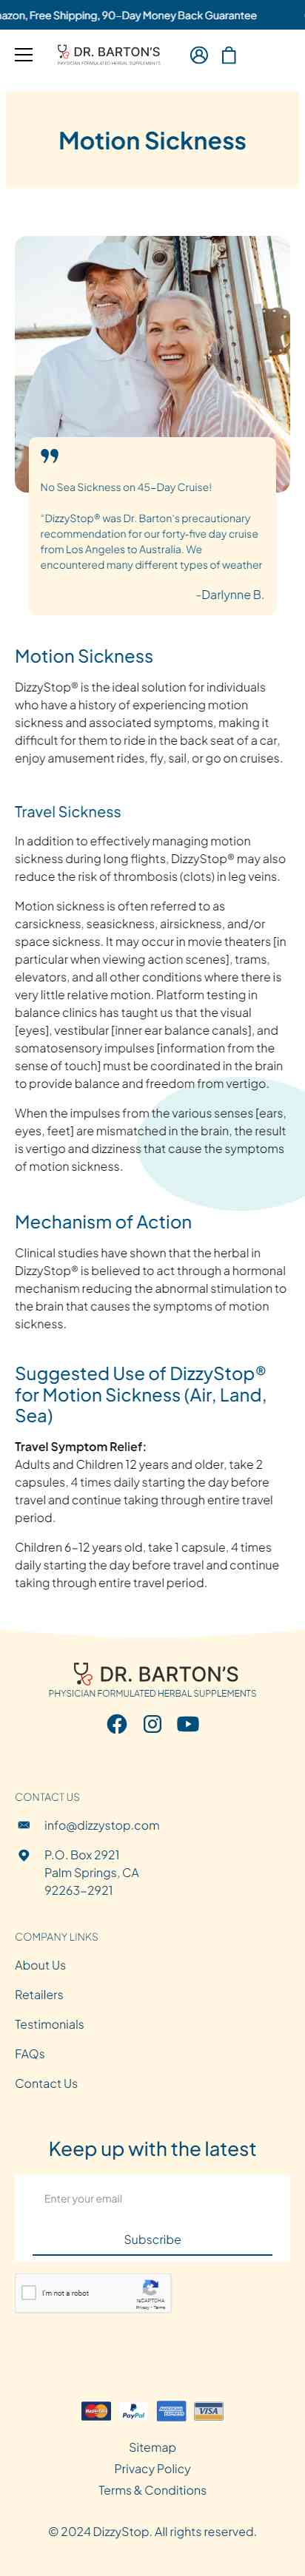 azon, Free Shipping, 90-Day Money Back Guarantee
DR. BARTON'S
PHYSICIAN FORMULATED HERBAL SUPPLEMENTS
Motion Sickness
No Sea Sickness on 45-Day Cruise!
"DizzyStop® was Dr. Barton's precautionary
recommendation for our forty-five day cruise
from Los Angeles to Australia. We
encountered many different types of weather
-Darlynne B.
Motion Sickness
DizzyStop® is the ideal solution for individuals
who have a history of experiencing motion
sickness and associated symptoms, making it
difficult for them to ride in the back seat of a car,
enjoy amusement rides, fly, sail, or go on cruises.
Travel Sickness
In addition to effectively managing motion
sickness during long flights, DizzyStop® may also
reduce the risk of thrombosis (clots) in leg veins.
Motion sickness is often referred to as
carsickness, seasickness, airsickness, and/or
space sickness. It may occur in movie theaters [in
particular when viewing action scenes], trams,
elevators, and all other conditions where there is
very little relative motion. Platform testing in
balance clinics has taught us that the visual
[eyes], vestibular [inner ear balance canals], and
somatosensory impulses [information from the
sense of touch] must be coordinated in the brain
to provide balance and freedom from vertigo.
When the impulses from the various senses [ears,
eyes, feet] are mismatched in the brain, the result
is vertigo and dizziness that cause the symptoms
of motion sickness.
Mechanism of Action
Clinical studies have shown that the herbal in
DizzyStop® is believed to act through a hormonal
mechanism reducing the abnormal stimulation to
the brain that causes the symptoms of motion
sickness.
Suggested Use of DizzyStop®
for Motion Sickness (Air, Land,
Sea)
Travel Symptom Relief:
Adults and Children 12 years and older, take 2
capsules, 4 times daily starting the day before
travel and continue taking through entire travel
period.
Children 6-12 years old, take 1 capsule, 4 times
daily starting the day before travel and continue
taking through entire travel period.
DR. BARTON'S
PHYSICIAN FORMULATED HERBAL SUPPLEMENTS
CONTACT US
info@dizzystop.com
P.O. Box 2921
Palm Springs, CA
92263-2921
COMPANY LINKS
About Us
Retailers
Testimonials
FAQs
Contact Us
Keep up with the latest
Enter your email
Subscribe
I'm not a robot
reCAPTCHA
Privacy - Terms
MasterCard PayPal AMERICAN EXPRESS VISA
Sitemap
Privacy Policy
Terms & Conditions
© 2024 DizzyStop. All rights reserved.